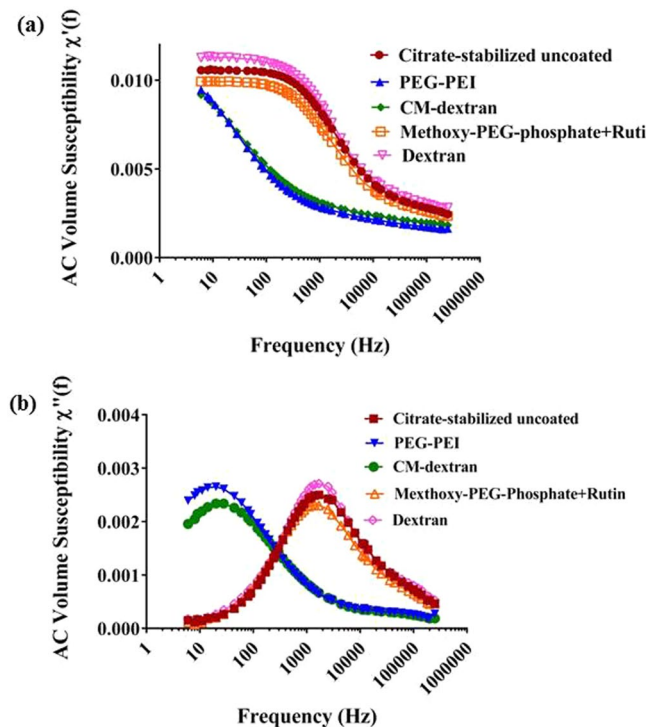 (a)
AC Volume Susceptibility χ'(f)
0.010
0.005
0.000
1
10
100
1000
10000
100000
1000000
Frequency (Hz)
Citrate-stabilized uncoated
PEG-PEI
CM-dextran
Methoxy-PEG-phosphate+Ruti
Dextran
(b)
AC Volume Susceptibility χ"(f)
0.004
0.003
0.002
0.001
0.000
1
10
100
1000
10000
100000
1000000
Frequency (Hz)
Citrate-stabilized uncoated
PEG-PEI
CM-dextran
Mexthoxy-PEG-Phosphate+Rutin
Dextran